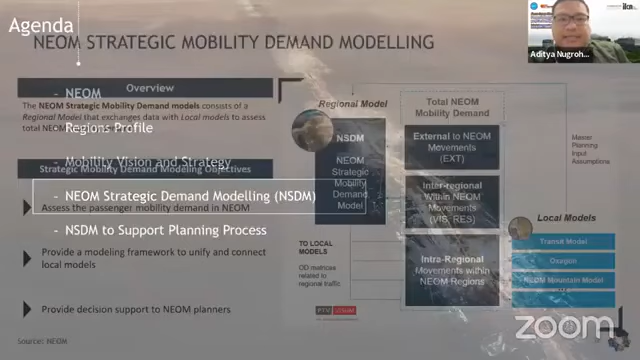 Agenda
NEOM STRATEGIC MOBILITY DEMAND MODELLING
- NEOM
- Regions Profile
- Mobility Vision and Strategy
- NEOM Strategic Demand Modelling (NSDM)
- NSDM to Support Planning Process
Overview
The NEOM Strategic Mobility Demand models consists of a
Regional Model that exchanges data with Local models to assess
total NEOM
Strategic Mobility Demand Modeling Objectives
Assess the passenger mobility demand in NEOM
Provide a modeling framework to unify and connect
local models
Provide decision support to NEOM planners
Source: NEOM
Regional Model
NSDM
NEOM
Strategic
Mobility
Demand
Model
TO LOCAL
MODELS
OD matrices
related to
regional traffic
Total NEOM
Mobility Demand
External to NEOM
Movements
(EXT)
Inter-regional
Within NEOM
Movements
(VIS, RES)
Intra-Regional
Movements within
NEOM Regions
Master
Planning
Input
Assumptions
Local Models
Transit Model
Oxagon
NEOM Mountain Model
Aditya Nugroh...
zoom